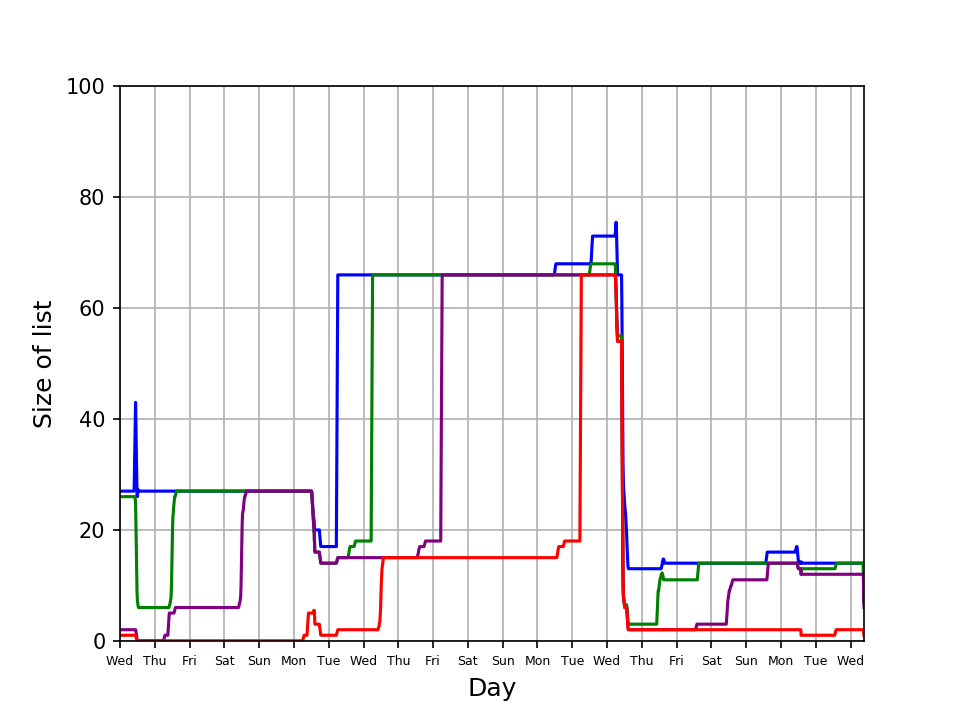 100
80
60
40
20
0
Size of list
Wed Thu Fri Sat Sun Mon Tue Wed Thu Fri Sat Sun Mon Tue Wed Thu Fri Sat Sun Mon Tue Wed
Day